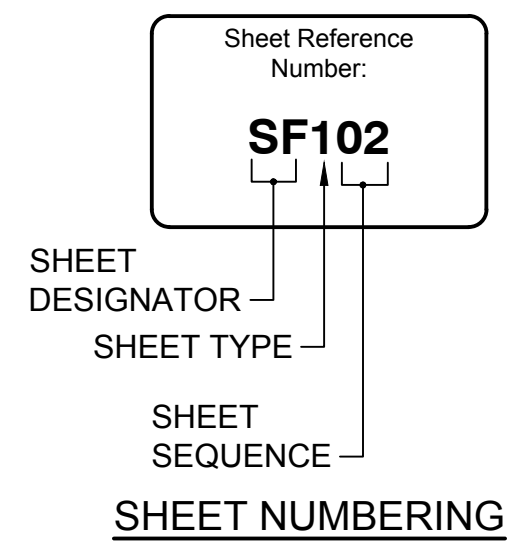 Sheet Reference
Number:
SF102
SHEET
DESIGNATOR
SHEET TYPE
SHEET
SEQUENCE
SHEET NUMBERING